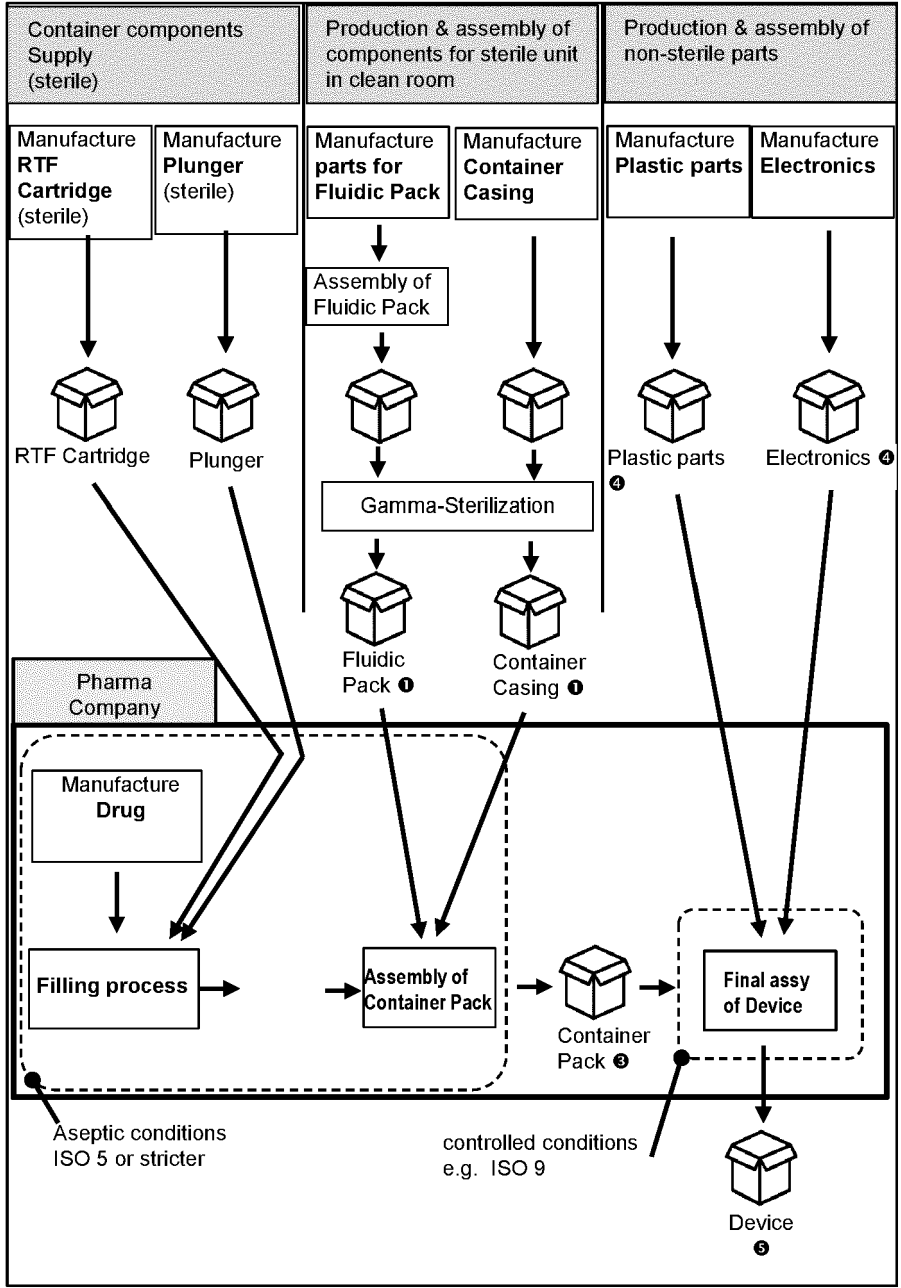 Container components
Supply
(sterile)
Production & assembly of
components for sterile unit
in clean room
Production & assembly of
non-sterile parts
Manufacture
RTF
Cartridge
(sterile)
Manufacture
Plunger
(sterile)
Manufacture
parts for
Fluidic Pack
Manufacture
Container
Casing
Manufacture
Plastic parts
Manufacture
Electronics
Assembly of
Fluidic Pack
RTF Cartridge
Plunger
Plastic parts
❹
Electronics ❹
Gamma-Sterilization
Fluidic
Pack ❶
Container
Casing ❶
Pharma
Company
Manufacture
Drug
Filling process
Assembly of
Container Pack
Container
Pack ❸
Final assy
of Device
Aseptic conditions
ISO 5 or stricter
controlled conditions
e.g. ISO 9
Device
❺